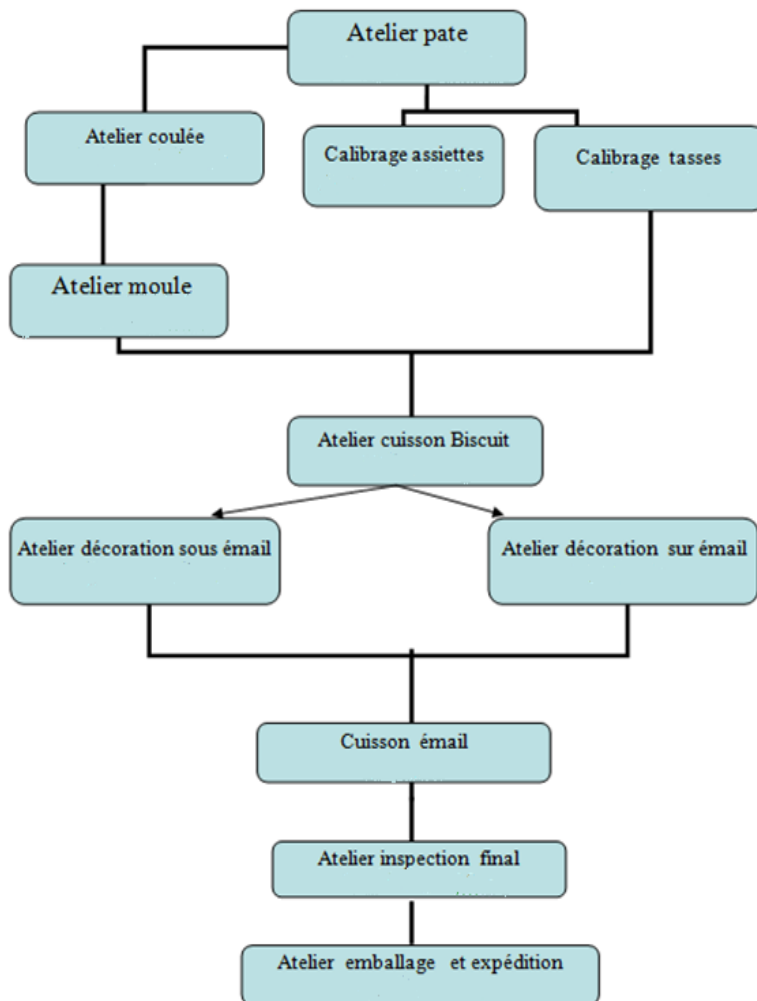 Atelier pate
Atelier coulée
Calibrage assiettes
Calibrage tasses
Atelier moule
Atelier cuisson Biscuit
Atelier décoration sous émail
Atelier décoration sur émail
Cuisson émail
Atelier inspection final
Atelier emballage et expédition